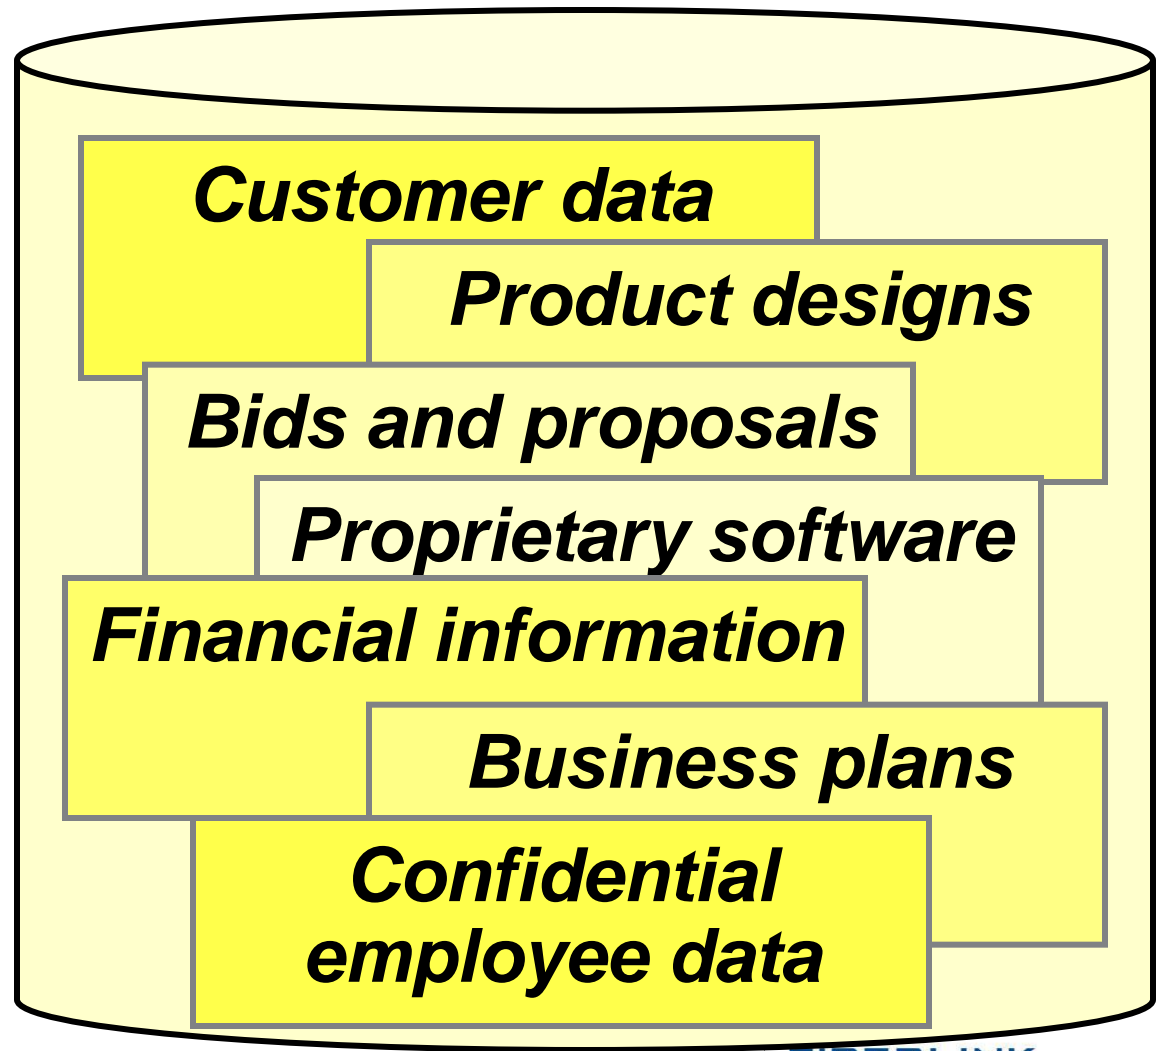 Customer data
Product designs
Bids and proposals
Proprietary software
Financial information
Business plans
Confidential
employee data